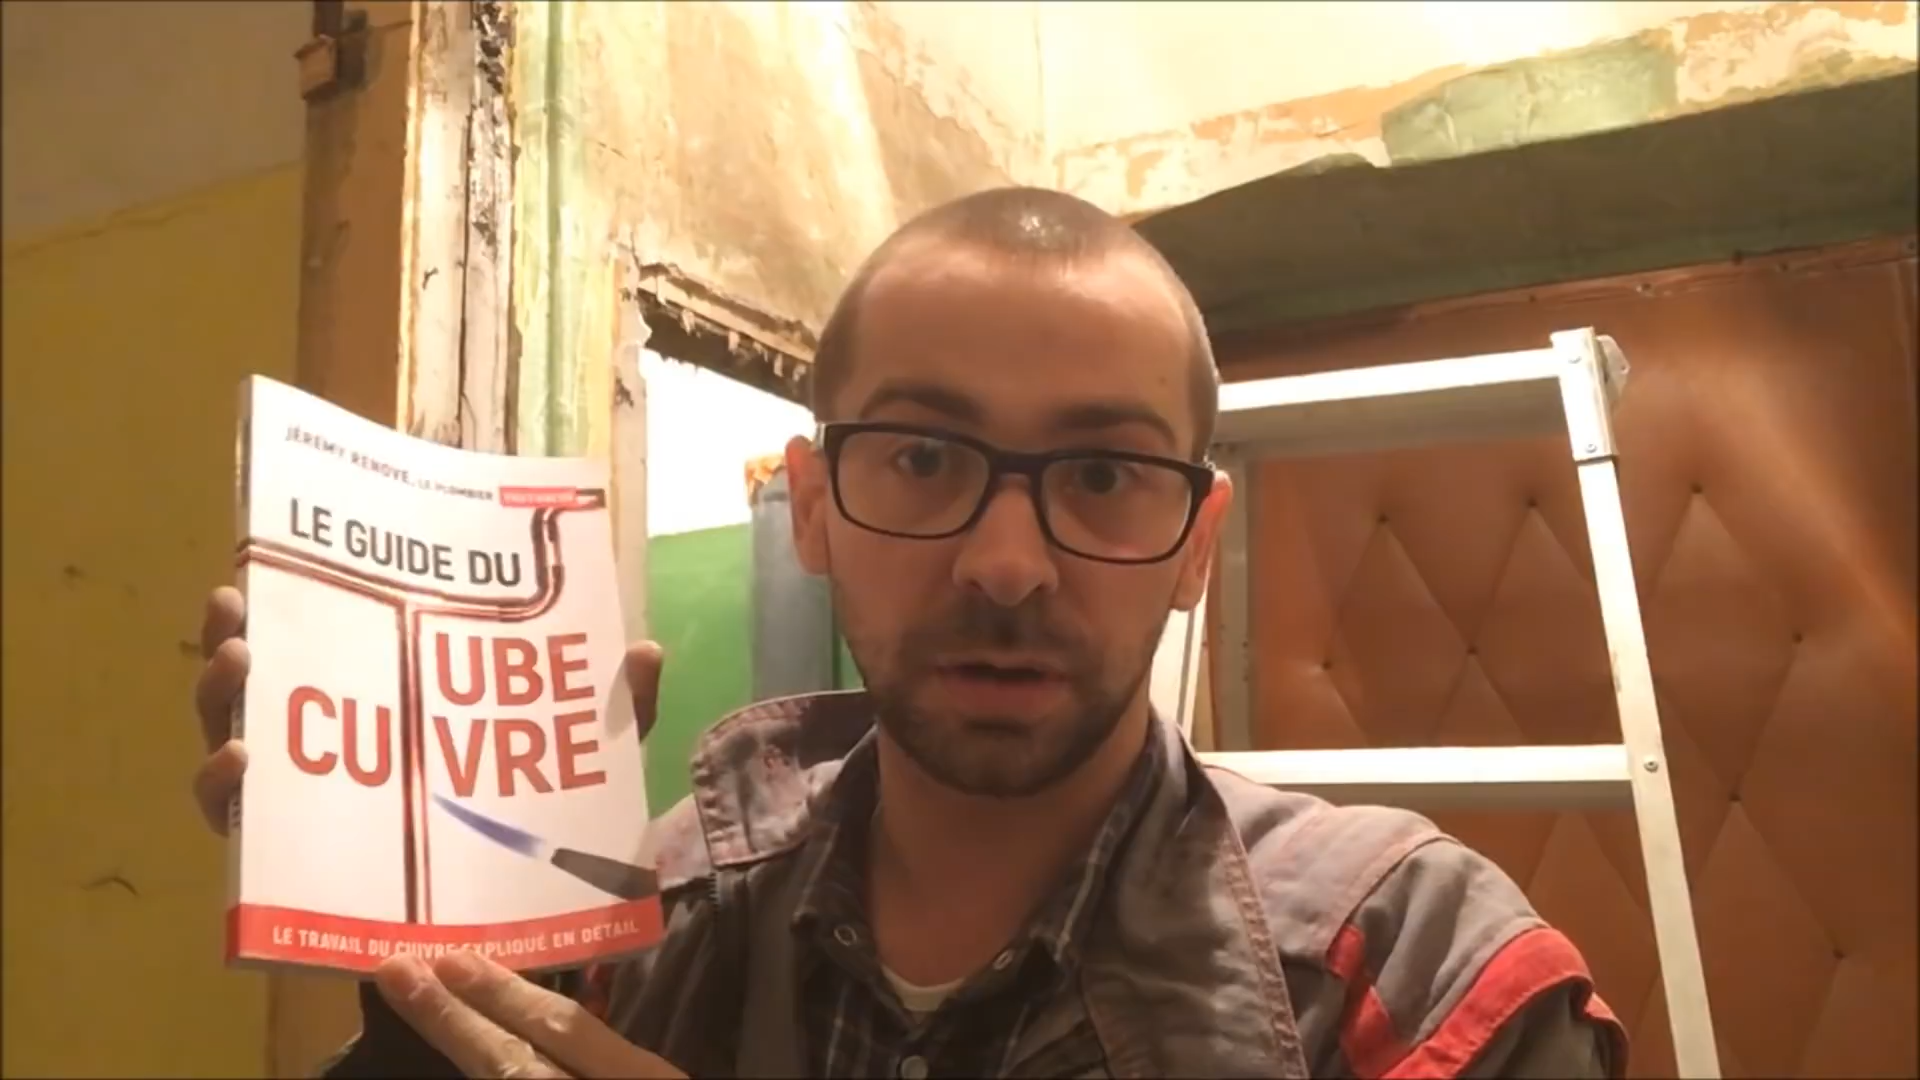 JÉRÉMY RENOVE, LE PLOMBIER
LE GUIDE DU
TUBE
CUIVRE
LE TRAVAIL DU CUIVRE EXPLIQUÉ EN DÉTAIL